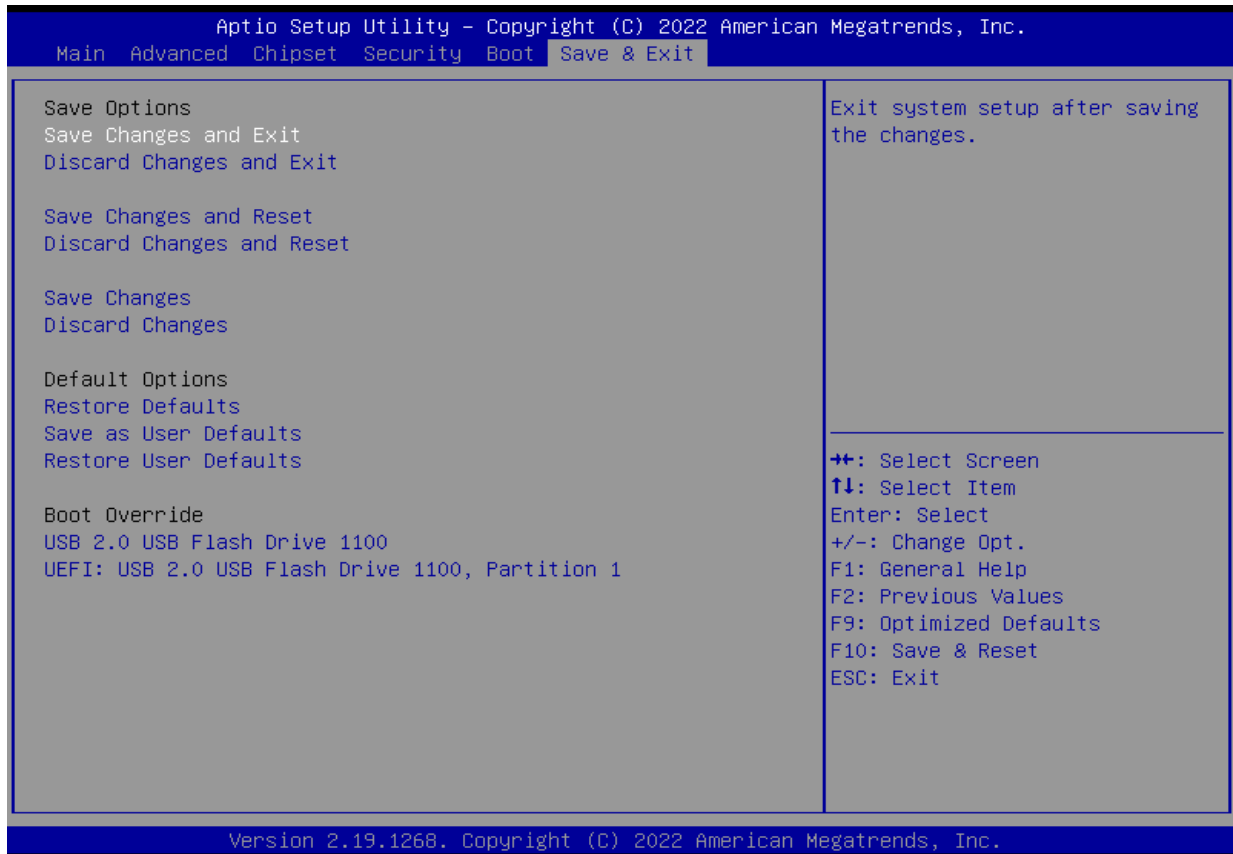 Aptio Setup Utility – Copyright (C) 2022 American Megatrends, Inc.
Main Advanced Chipset Security Boot Save & Exit
Save Options
Save Changes and Exit
Discard Changes and Exit
Save Changes and Reset
Discard Changes and Reset
Save Changes
Discard Changes
Default Options
Restore Defaults
Save as User Defaults
Restore User Defaults
Boot Override
USB 2.0 USB Flash Drive 1100
UEFI: USB 2.0 USB Flash Drive 1100, Partition 1
Exit system setup after saving
the changes.
→←: Select Screen
↑↓: Select Item
Enter: Select
+/-: Change Opt.
F1: General Help
F2: Previous Values
F9: Optimized Defaults
F10: Save & Reset
ESC: Exit
Version 2.19.1268. Copyright (C) 2022 American Megatrends, Inc.